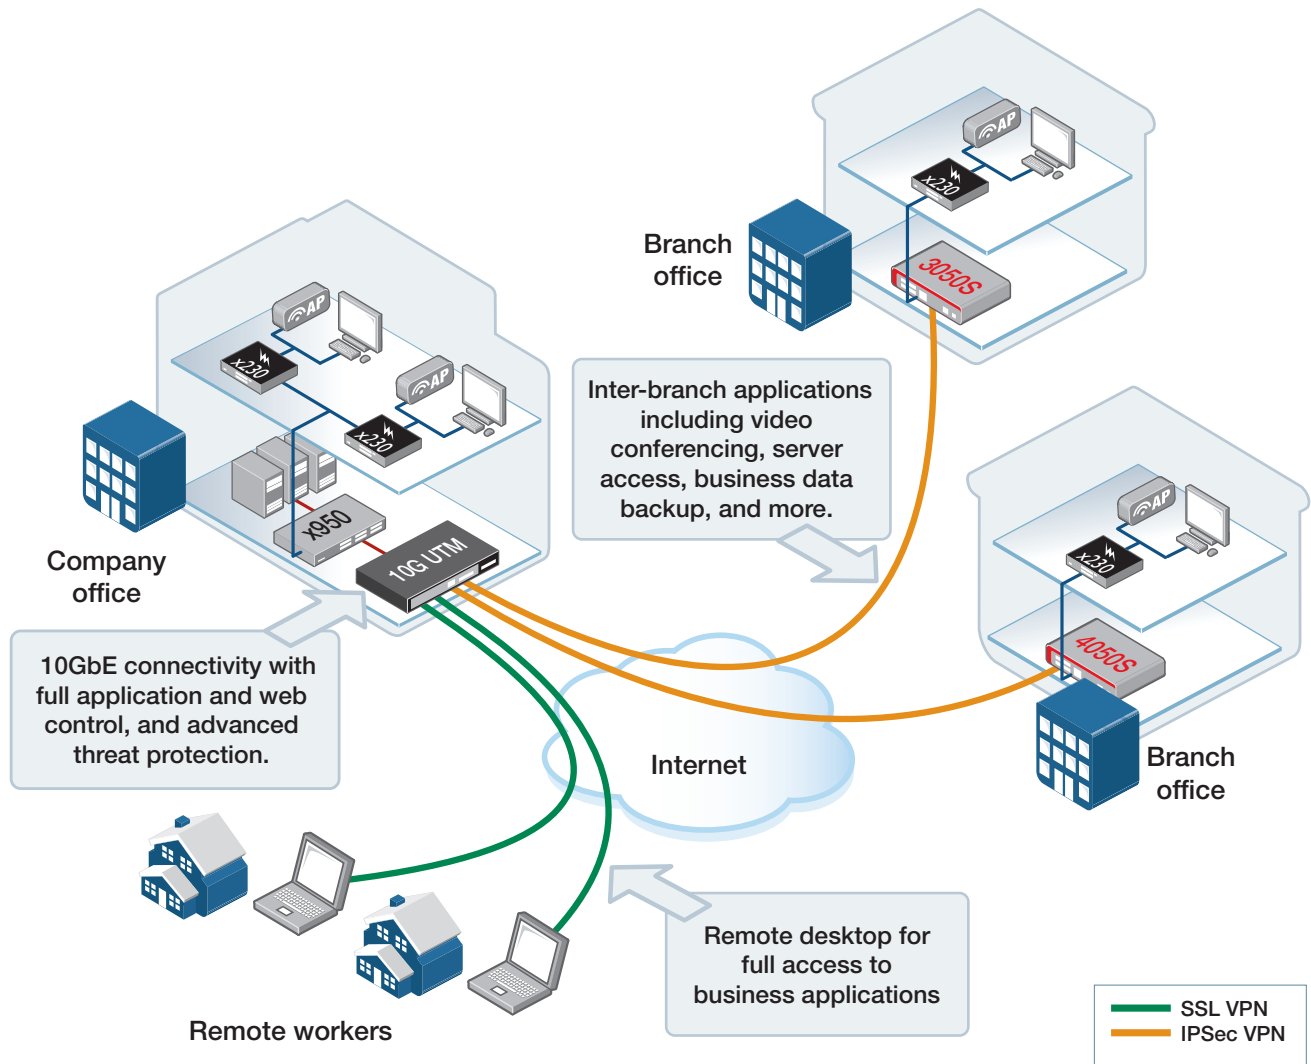 AP
x230
Branch
office
3050S
AP
x230
AP
x230
Inter-branch applications
including video
conferencing, server
access, business data
backup, and more.
x950
10G UTM
Company
office
AP
x230
4050S
10GbE connectivity with
full application and web
control, and advanced
threat protection.
Internet
Branch
office
Remote desktop for
full access to
business applications
Remote workers
SSL VPN
IPSec VPN